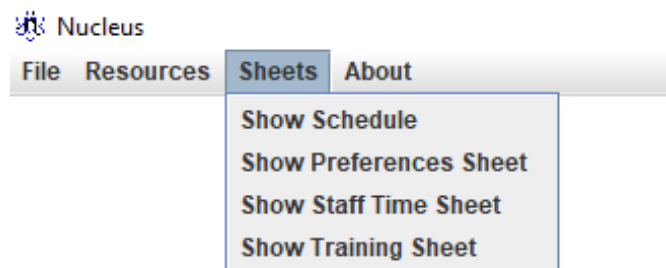 Nucleus
File Resources Sheets About
Show Schedule
Show Preferences Sheet
Show Staff Time Sheet
Show Training Sheet